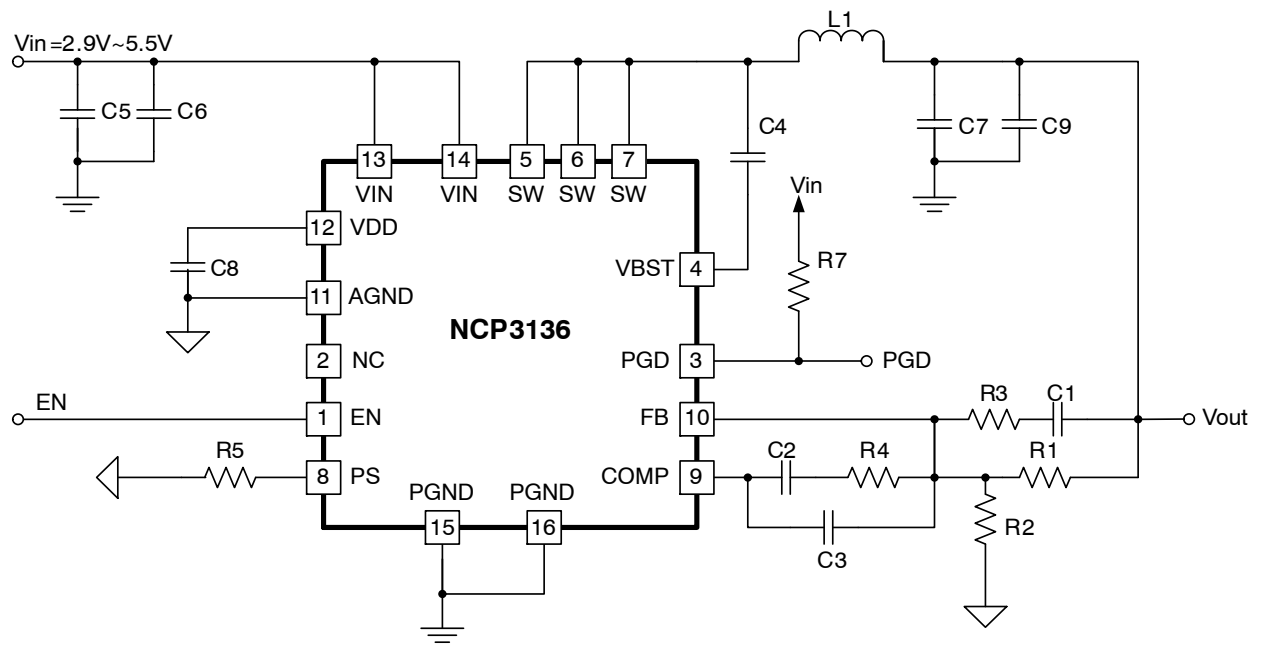 L1
Vin =2.9V~5.5V
C5 C6 C4 C7 C9
13 14 5 6 7
VIN VIN SW SW SW
Vin
12 VDD
C8
VBST 4
R7
11 AGND
NCP3136
2 NC
PGD 3 PGD
EN
1 EN
FB 10
R3 C1
Vout
R5
8 PS
COMP 9
C2 R4 R1
PGND PGND
15 16
R2
C3